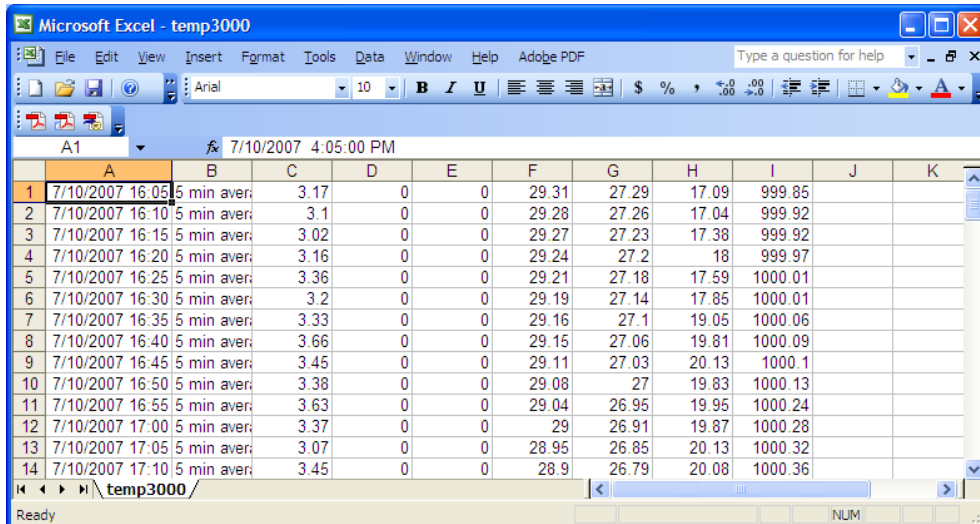 Microsoft Excel - temp3000
File Edit View Insert Format Tools Data Window Help Adobe PDF Type a question for help
Arial 10 B I U $ % ,
A1 fx 7/10/2007 4:05:00 PM
A B C D E F G H I J K
1 7/10/2007 16:05 5 min avera 3.17 0 0 29.31 27.29 17.09 999.85
2 7/10/2007 16:10 5 min avera 3.1 0 0 29.28 27.26 17.04 999.92
3 7/10/2007 16:15 5 min avera 3.02 0 0 29.27 27.23 17.38 999.92
4 7/10/2007 16:20 5 min avera 3.16 0 0 29.24 27.2 18 999.97
5 7/10/2007 16:25 5 min avera 3.36 0 0 29.21 27.18 17.59 1000.01
6 7/10/2007 16:30 5 min avera 3.2 0 0 29.19 27.14 17.85 1000.01
7 7/10/2007 16:35 5 min avera 3.33 0 0 29.16 27.1 19.05 1000.06
8 7/10/2007 16:40 5 min avera 3.66 0 0 29.15 27.06 19.81 1000.09
9 7/10/2007 16:45 5 min avera 3.45 0 0 29.11 27.03 20.13 1000.1
10 7/10/2007 16:50 5 min avera 3.38 0 0 29.08 27 19.83 1000.13
11 7/10/2007 16:55 5 min avera 3.63 0 0 29.04 26.95 19.95 1000.24
12 7/10/2007 17:00 5 min avera 3.37 0 0 29 26.91 19.87 1000.28
13 7/10/2007 17:05 5 min avera 3.07 0 0 28.95 26.85 20.13 1000.32
14 7/10/2007 17:10 5 min avera 3.45 0 0 28.9 26.79 20.08 1000.36
temp3000
Ready NUM